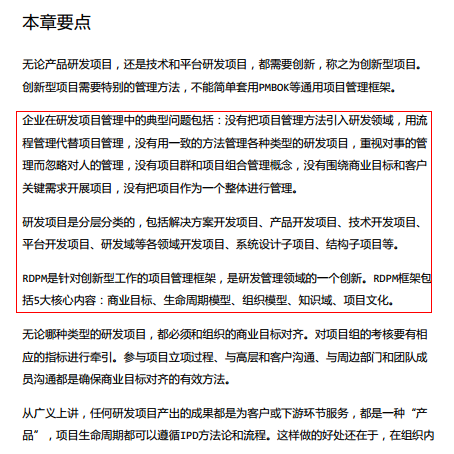 本章要点
无论产品研发项目，还是技术和平台研发项目，都需要创新，称之为创新型项目。
创新型项目需要特别的管理方法，不能简单套用PMBOK等通用项目管理框架。
企业在研发项目管理中的典型问题包括：没有把项目管理方法引入研发领域，用流
程管理代替项目管理，没有用一致的方法管理各种类型的研发项目，重视对事的管
理而忽略对人的管理，没有项目群和项目组合管理概念，没有围绕商业目标和客户
关键需求开展项目，没有把项目作为一个整体进行管理。
研发项目是分层分类的，包括解决方案开发项目、产品开发项目、技术开发项目、
平台开发项目、研发域等各领域开发项目、系统设计子项目、结构子项目等。
RDPM是针对创新型工作的项目管理框架，是研发管理领域的一个创新。RDPM框架包
括5大核心内容：商业目标、生命周期模型、组织模型、知识域、项目文化。
无论哪种类型的研发项目，都必须和组织的商业目标对齐。对项目组的考核要有相
应的指标进行牵引。参与项目立项过程、与高层和客户沟通、与周边部门和团队成
员沟通都是确保商业目标对齐的有效方法。
从广义上讲，任何研发项目产出的成果都是为客户或下游环节服务，都是一种“产
品”，项目生命周期都可以遵循IPD方法论和流程。这样做的好处还在于，在组织内